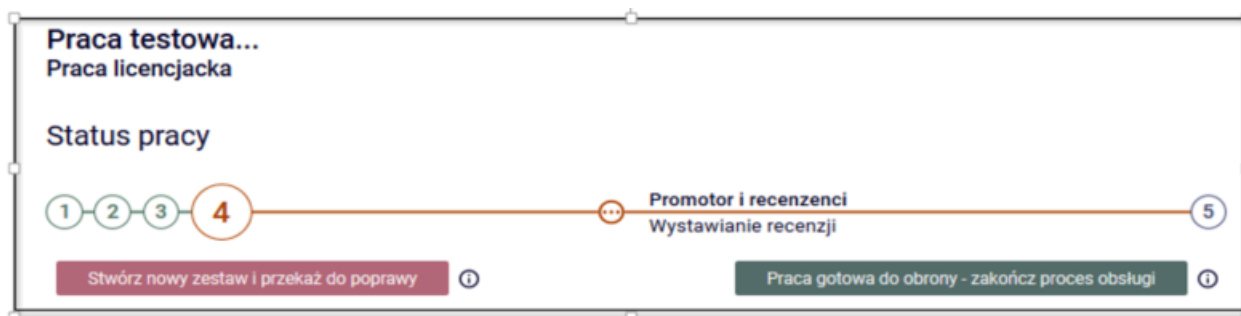 Praca testowa...
Praca licencjacka
Status pracy
1 2 3 4 Promotor i recenzenci 5
Wystawianie recenzji
Stwórz nowy zestaw i przekaż do poprawy Praca gotowa do obrony - zakończ proces obsługi